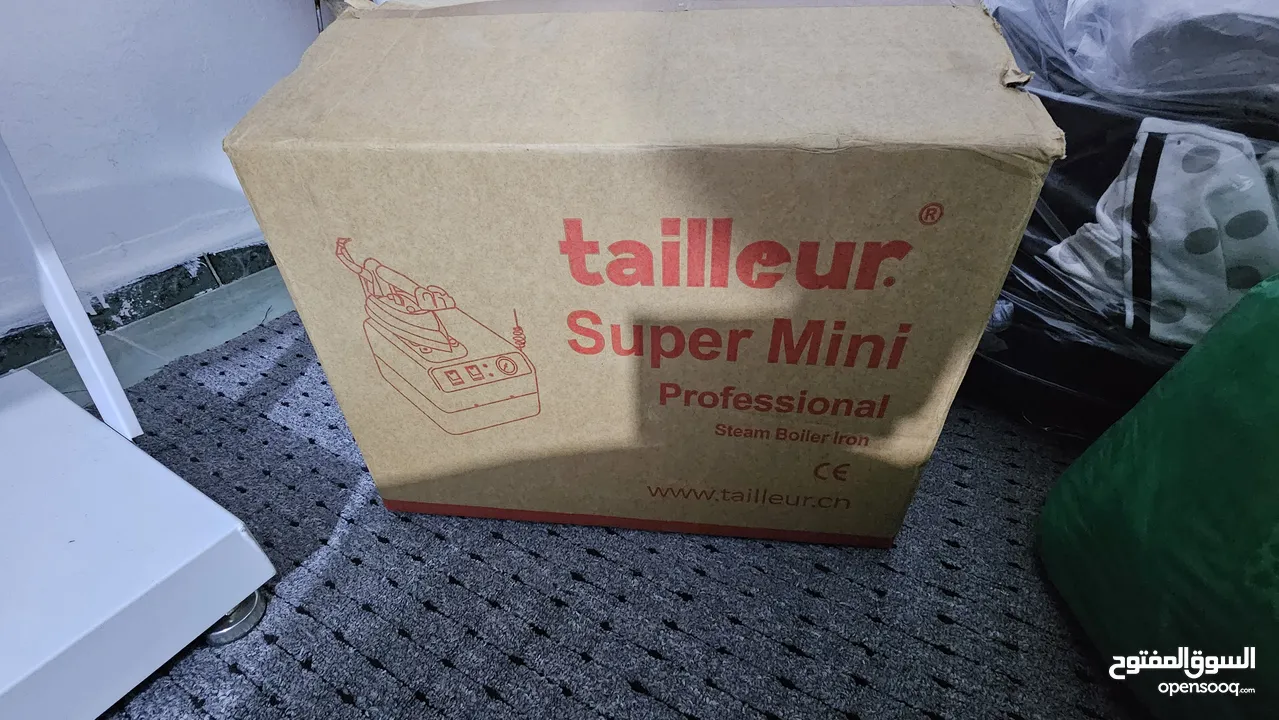 tailleur.®
Super Mini
Professional
Steam Boiler Iron
CE
www.tailleur.cn
السوق المفتوح
opensooq.com